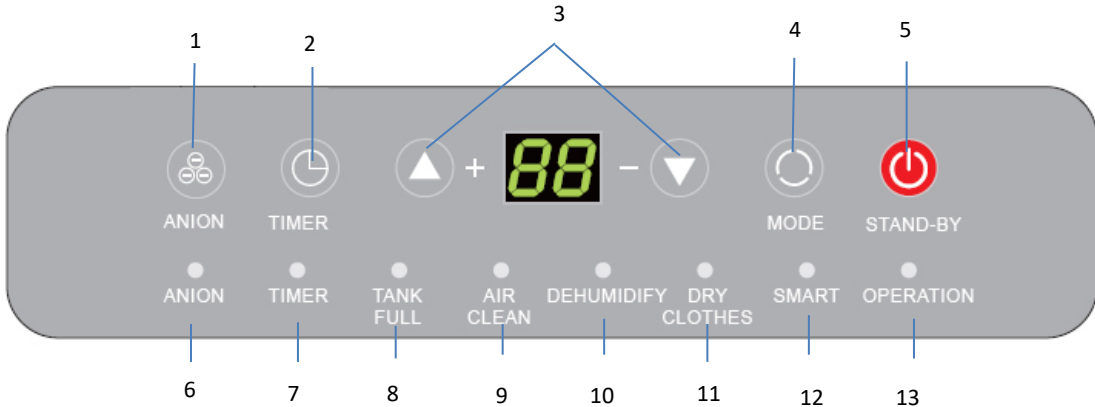 1 2 3 4 5
+ 88 −
ANION TIMER MODE STAND-BY
ANION TIMER TANK FULL AIR CLEAN DEHUMIDIFY DRY CLOTHES SMART OPERATION
6 7 8 9 10 11 12 13